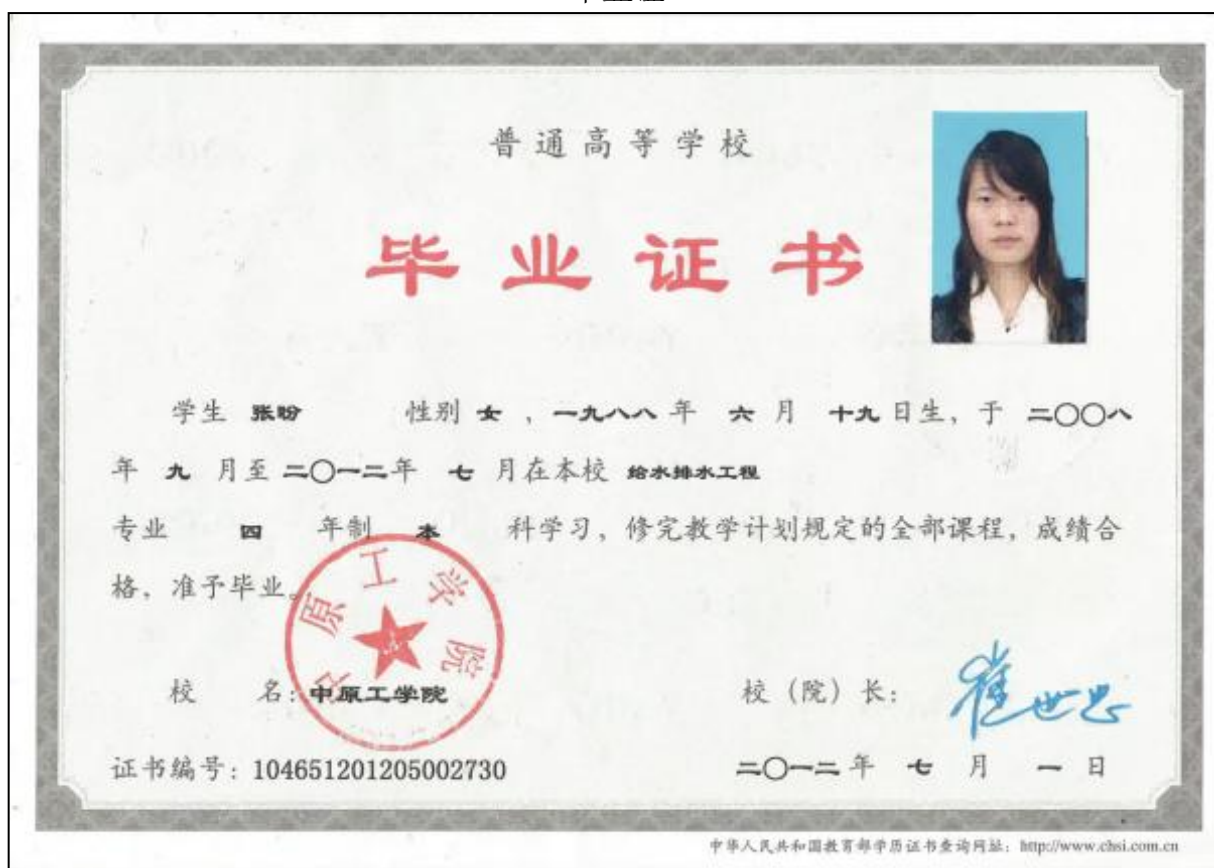 普通高等学校
毕业证书
学生 张盼 性别 女 ，一九八八 年 六 月 十九 日生，于 二〇〇八
年 九 月至 二〇一二 年 七 月在本校 给水排水工程
专业 四 年制 本 科学习，修完教学计划规定的全部课程，成绩合
格，准予毕业。
中原工学院
校 名：中原工学院 校（院）长： 崔世忠
证书编号：104651201205002730 二〇一二 年 七 月 一 日
中华人民共和国教育部学历证书查询网址：http://www.chsi.com.cn